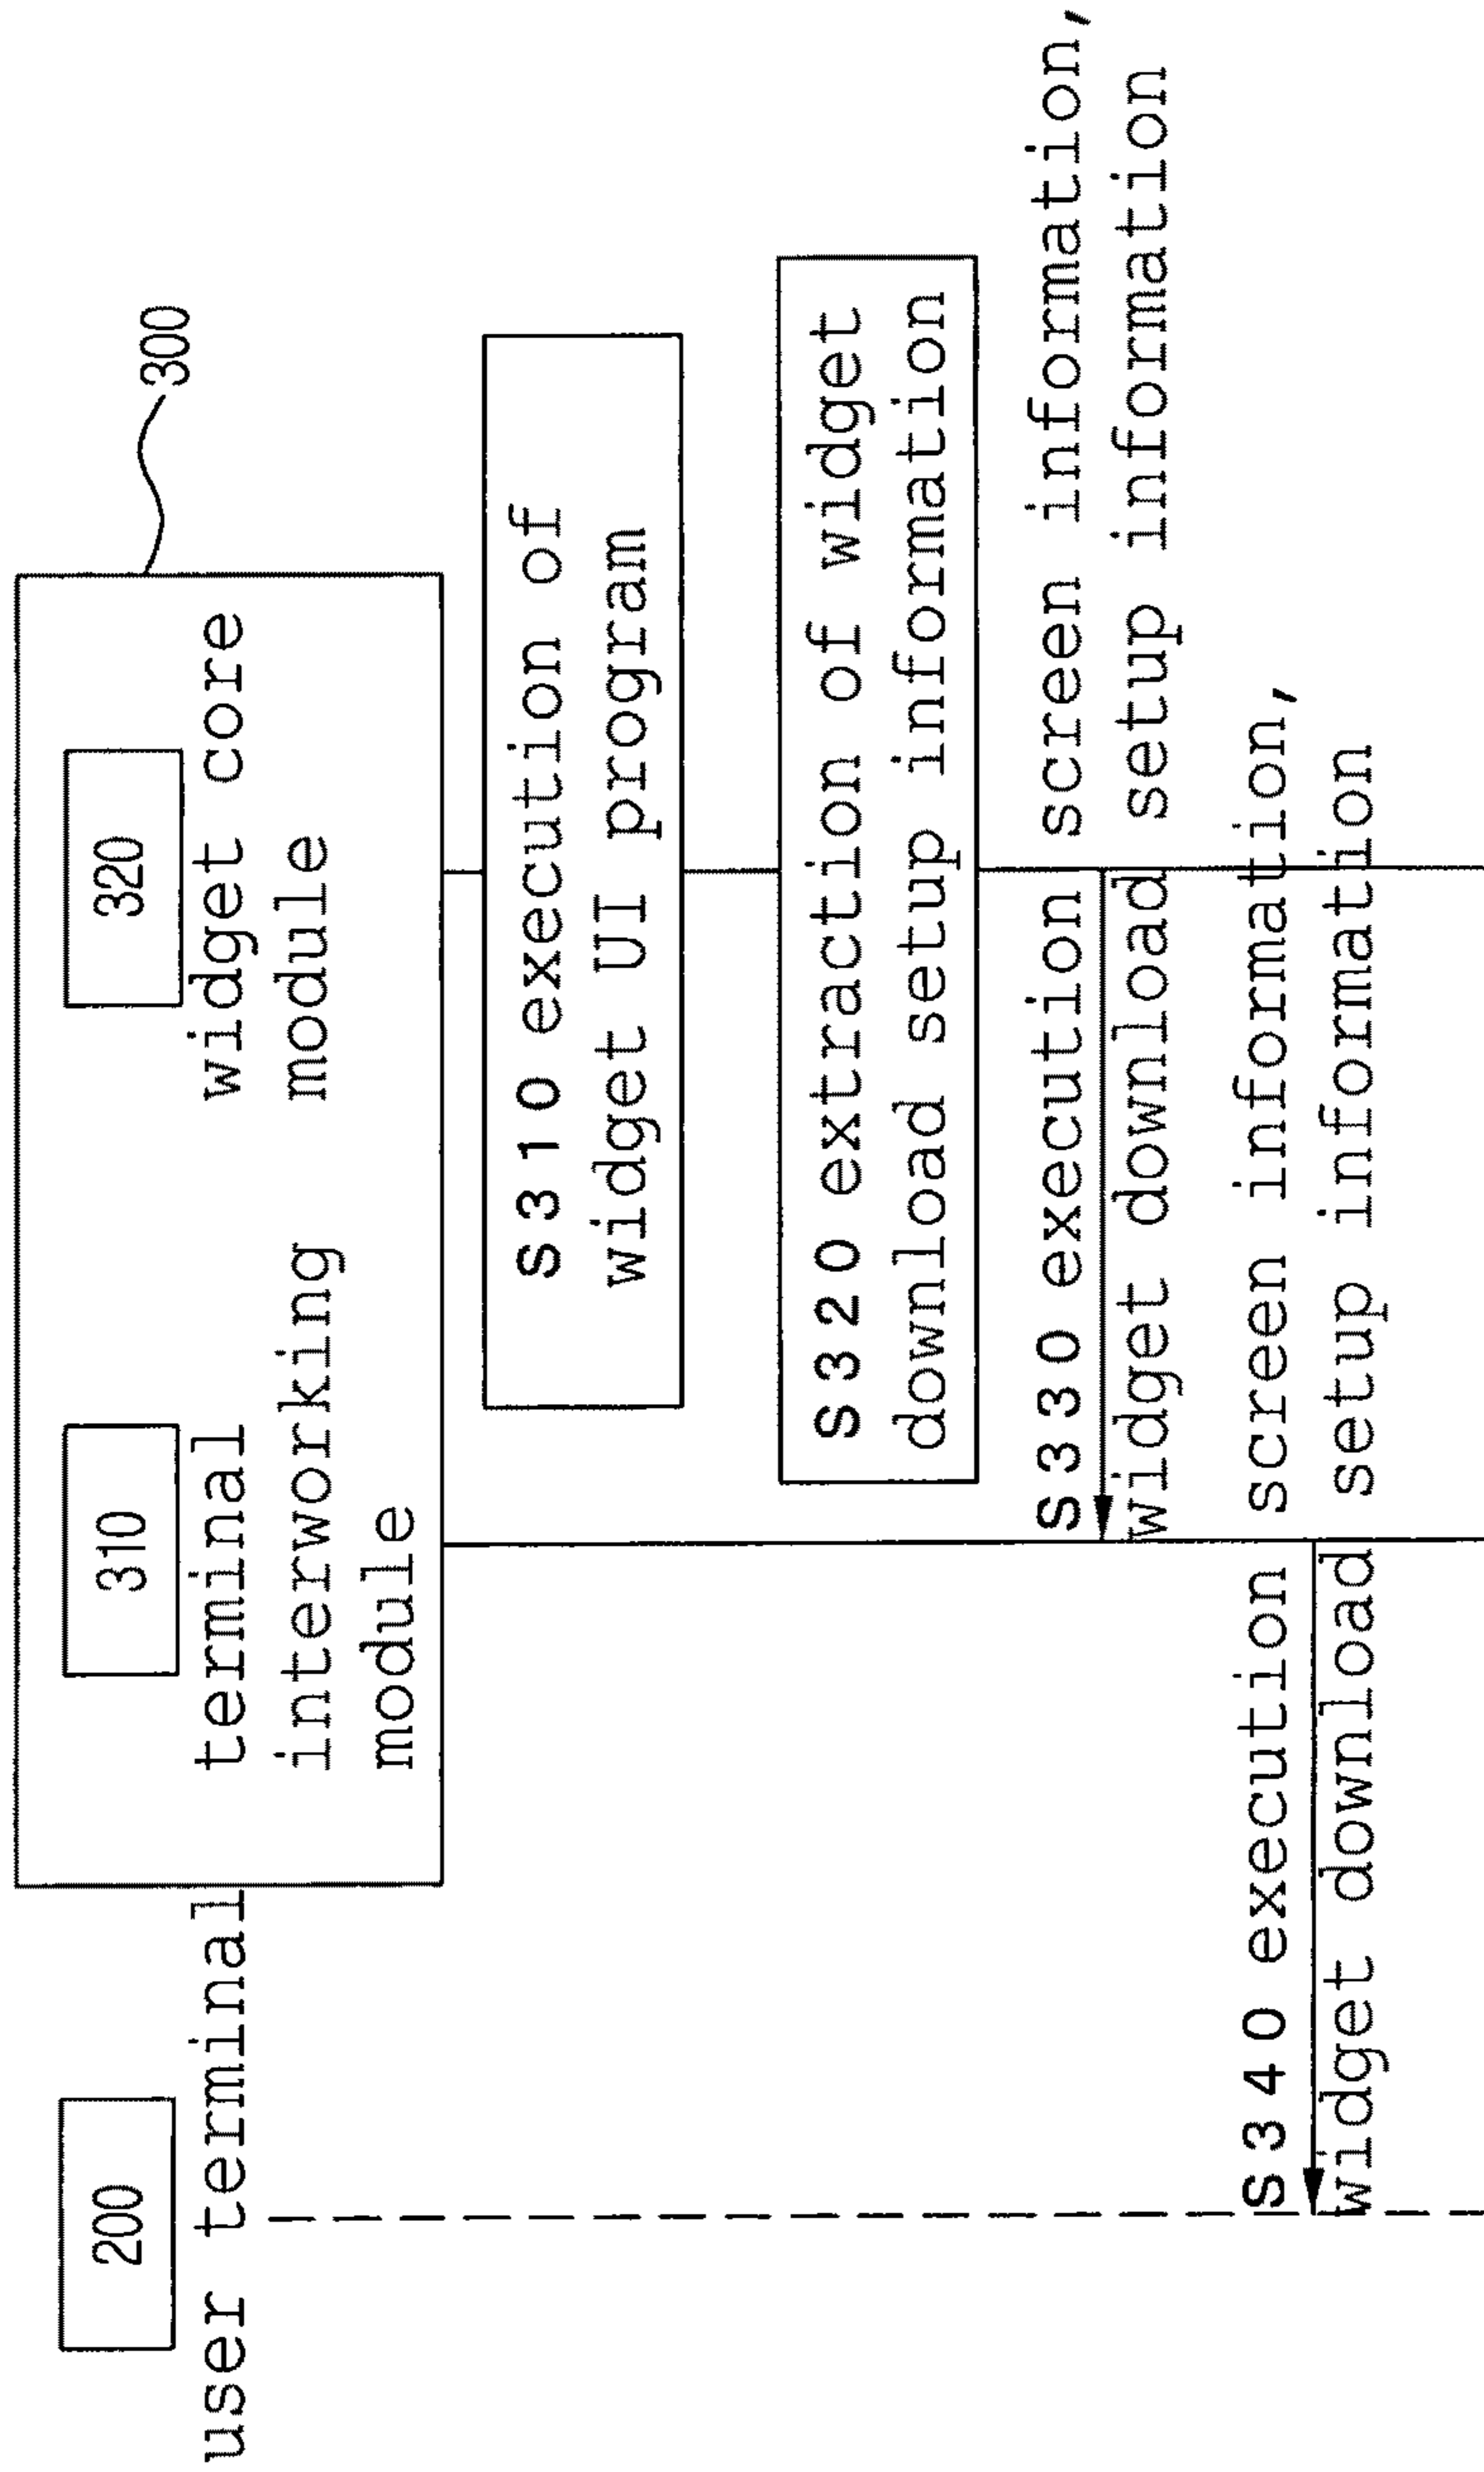 300
200
310
320
user terminal
terminal
interworking
module
widget core
module
S310 execution of
widget UI program
S320 extraction of widget
download setup information
S330 execution screen information,
widget download setup information
S340 execution screen information,
widget download setup information